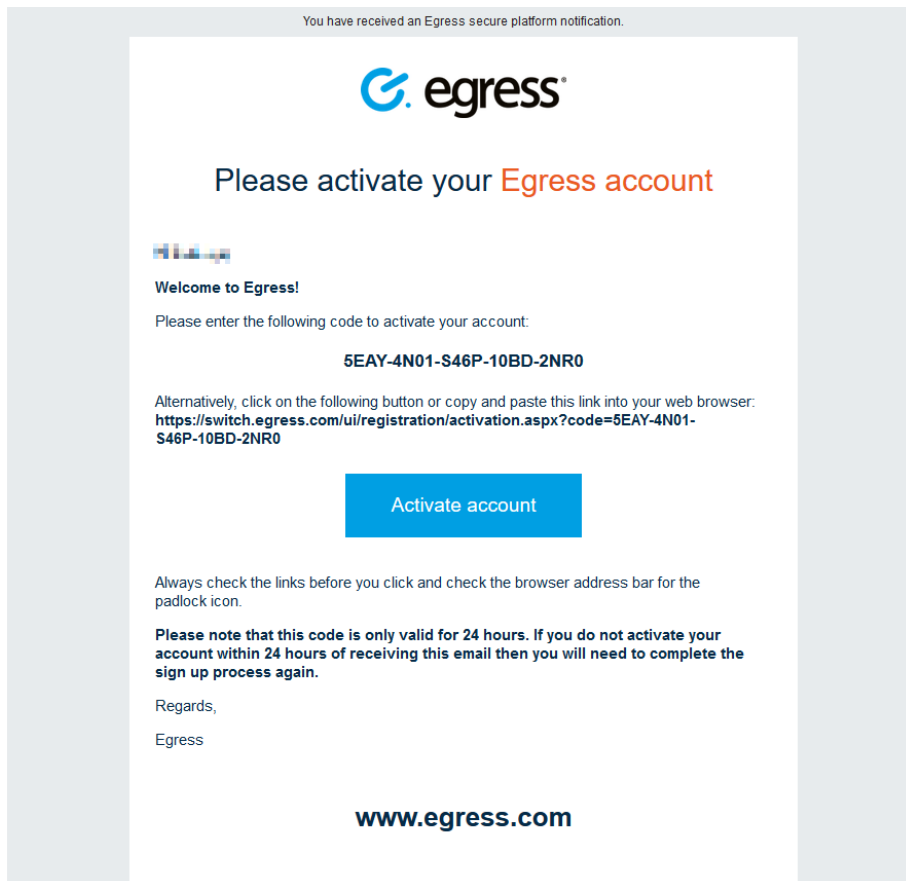 You have received an Egress secure platform notification.
egress®
Please activate your Egress account
Welcome to Egress!
Please enter the following code to activate your account:
5EAY-4N01-S46P-10BD-2NR0
Alternatively, click on the following button or copy and paste this link into your web browser:
https://switch.egress.com/ui/registration/activation.aspx?code=5EAY-4N01-
S46P-10BD-2NR0
Activate account
Always check the links before you click and check the browser address bar for the
padlock icon.
Please note that this code is only valid for 24 hours. If you do not activate your
account within 24 hours of receiving this email then you will need to complete the
sign up process again.
Regards,
Egress
www.egress.com